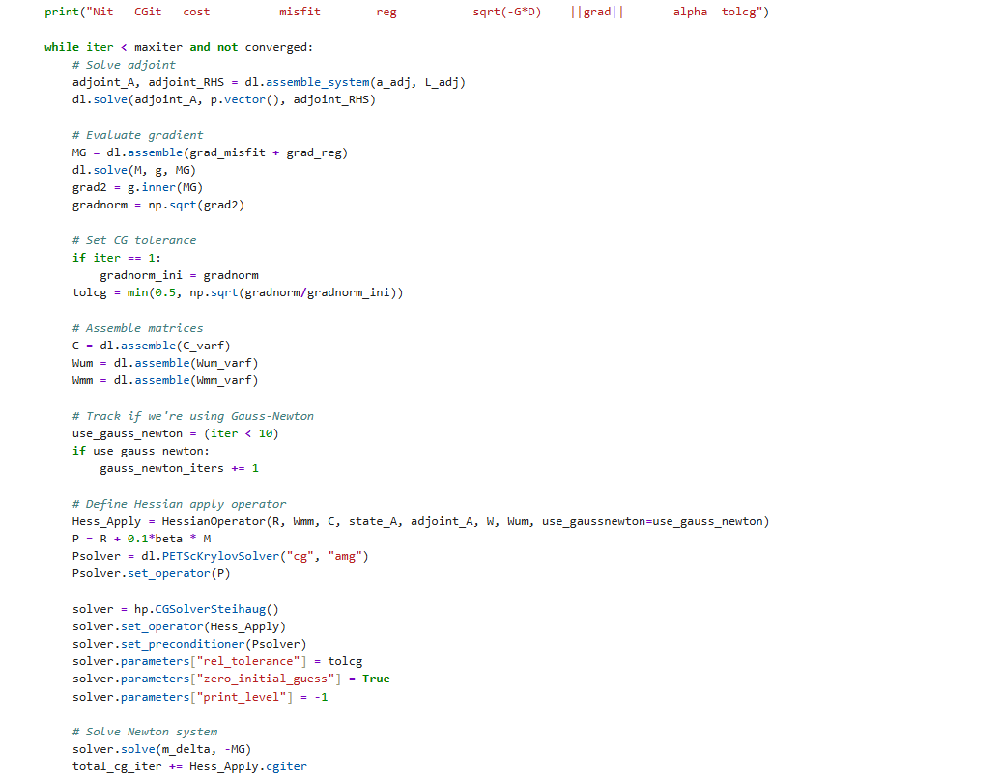 print("Nit   CGit   cost          misfit        reg           sqrt(-G*D)    ||grad||       alpha  tolcg")
while iter < maxiter and not converged:
# Solve adjoint
adjoint_A, adjoint_RHS = dl.assemble_system(a_adj, L_adj)
dl.solve(adjoint_A, p.vector(), adjoint_RHS)
# Evaluate gradient
MG = dl.assemble(grad_misfit + grad_reg)
dl.solve(M, g, MG)
grad2 = g.inner(MG)
gradnorm = np.sqrt(grad2)
# Set CG tolerance
if iter == 1:
gradnorm_ini = gradnorm
tolcg = min(0.5, np.sqrt(gradnorm/gradnorm_ini))
# Assemble matrices
C = dl.assemble(C_varf)
Wum = dl.assemble(Wum_varf)
Wmm = dl.assemble(Wmm_varf)
# Track if we're using Gauss-Newton
use_gauss_newton = (iter < 10)
if use_gauss_newton:
gauss_newton_iters += 1
# Define Hessian apply operator
Hess_Apply = HessianOperator(R, Wmm, C, state_A, adjoint_A, W, Wum, use_gaussnewton=use_gauss_newton)
P = R + 0.1*beta * M
Psolver = dl.PETScKrylovSolver("cg", "amg")
Psolver.set_operator(P)
solver = hp.CGSolverSteihaug()
solver.set_operator(Hess_Apply)
solver.set_preconditioner(Psolver)
solver.parameters["rel_tolerance"] = tolcg
solver.parameters["zero_initial_guess"] = True
solver.parameters["print_level"] = -1
# Solve Newton system
solver.solve(m_delta, -MG)
total_cg_iter += Hess_Apply.cgiter